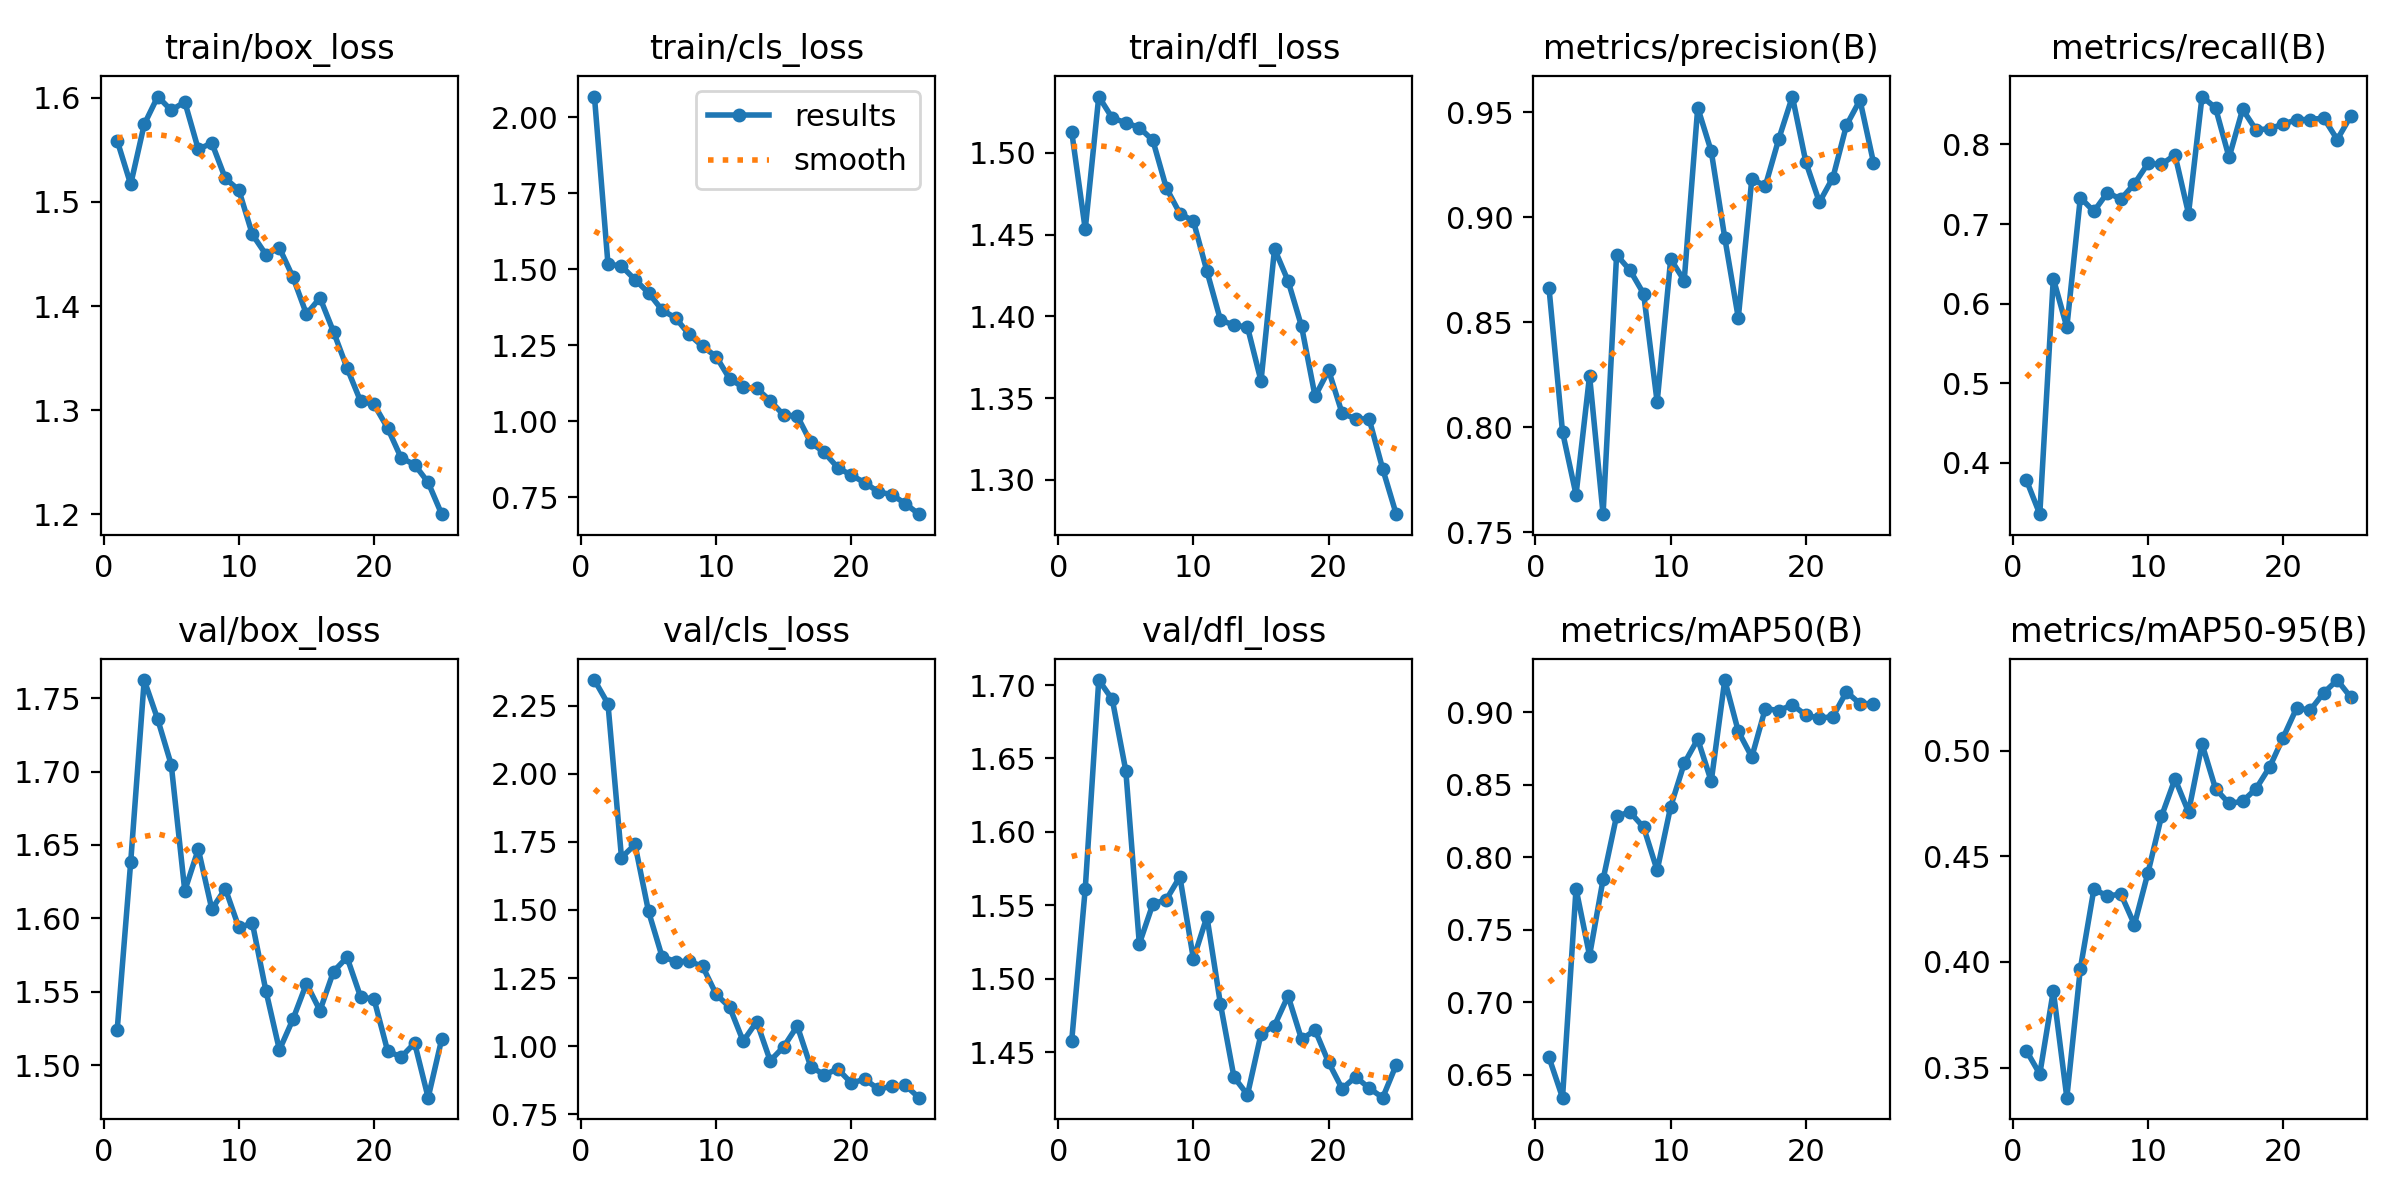 train/box_loss
1.6
1.5
1.4
1.3
1.2
0 10 20
train/cls_loss
results
smooth
2.00
1.75
1.50
1.25
1.00
0.75
0 10 20
train/dfl_loss
1.50
1.45
1.40
1.35
1.30
0 10 20
metrics/precision(B)
0.95
0.90
0.85
0.80
0.75
0 10 20
metrics/recall(B)
0.8
0.7
0.6
0.5
0.4
0 10 20
val/box_loss
1.75
1.70
1.65
1.60
1.55
1.50
0 10 20
val/cls_loss
2.25
2.00
1.75
1.50
1.25
1.00
0.75
0 10 20
val/dfl_loss
1.70
1.65
1.60
1.55
1.50
1.45
0 10 20
metrics/mAP50(B)
0.90
0.85
0.80
0.75
0.70
0.65
0 10 20
metrics/mAP50-95(B)
0.50
0.45
0.40
0.35
0 10 20